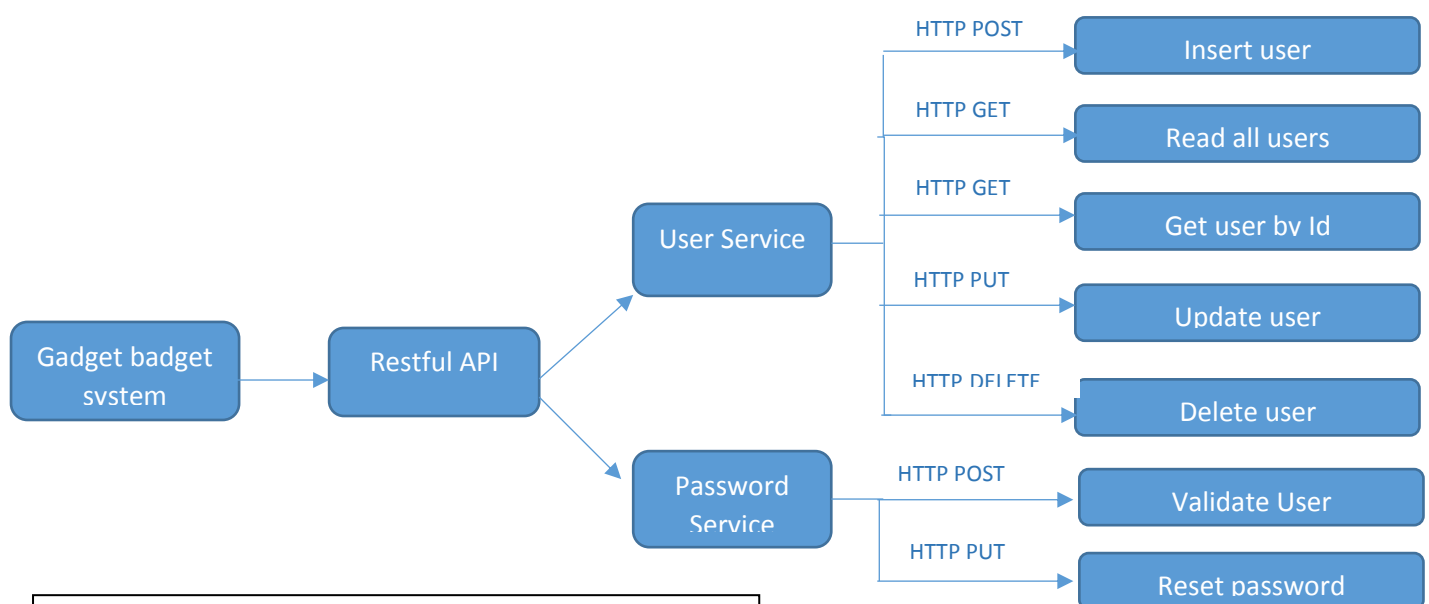 HTTP POST
Insert user
HTTP GET
Read all users
HTTP GET
Get user by Id
User Service
HTTP PUT
Update user
Gadget badget
system
Restful API
HTTP DELETE
Delete user
Password
Service
HTTP POST
Validate User
HTTP PUT
Reset password